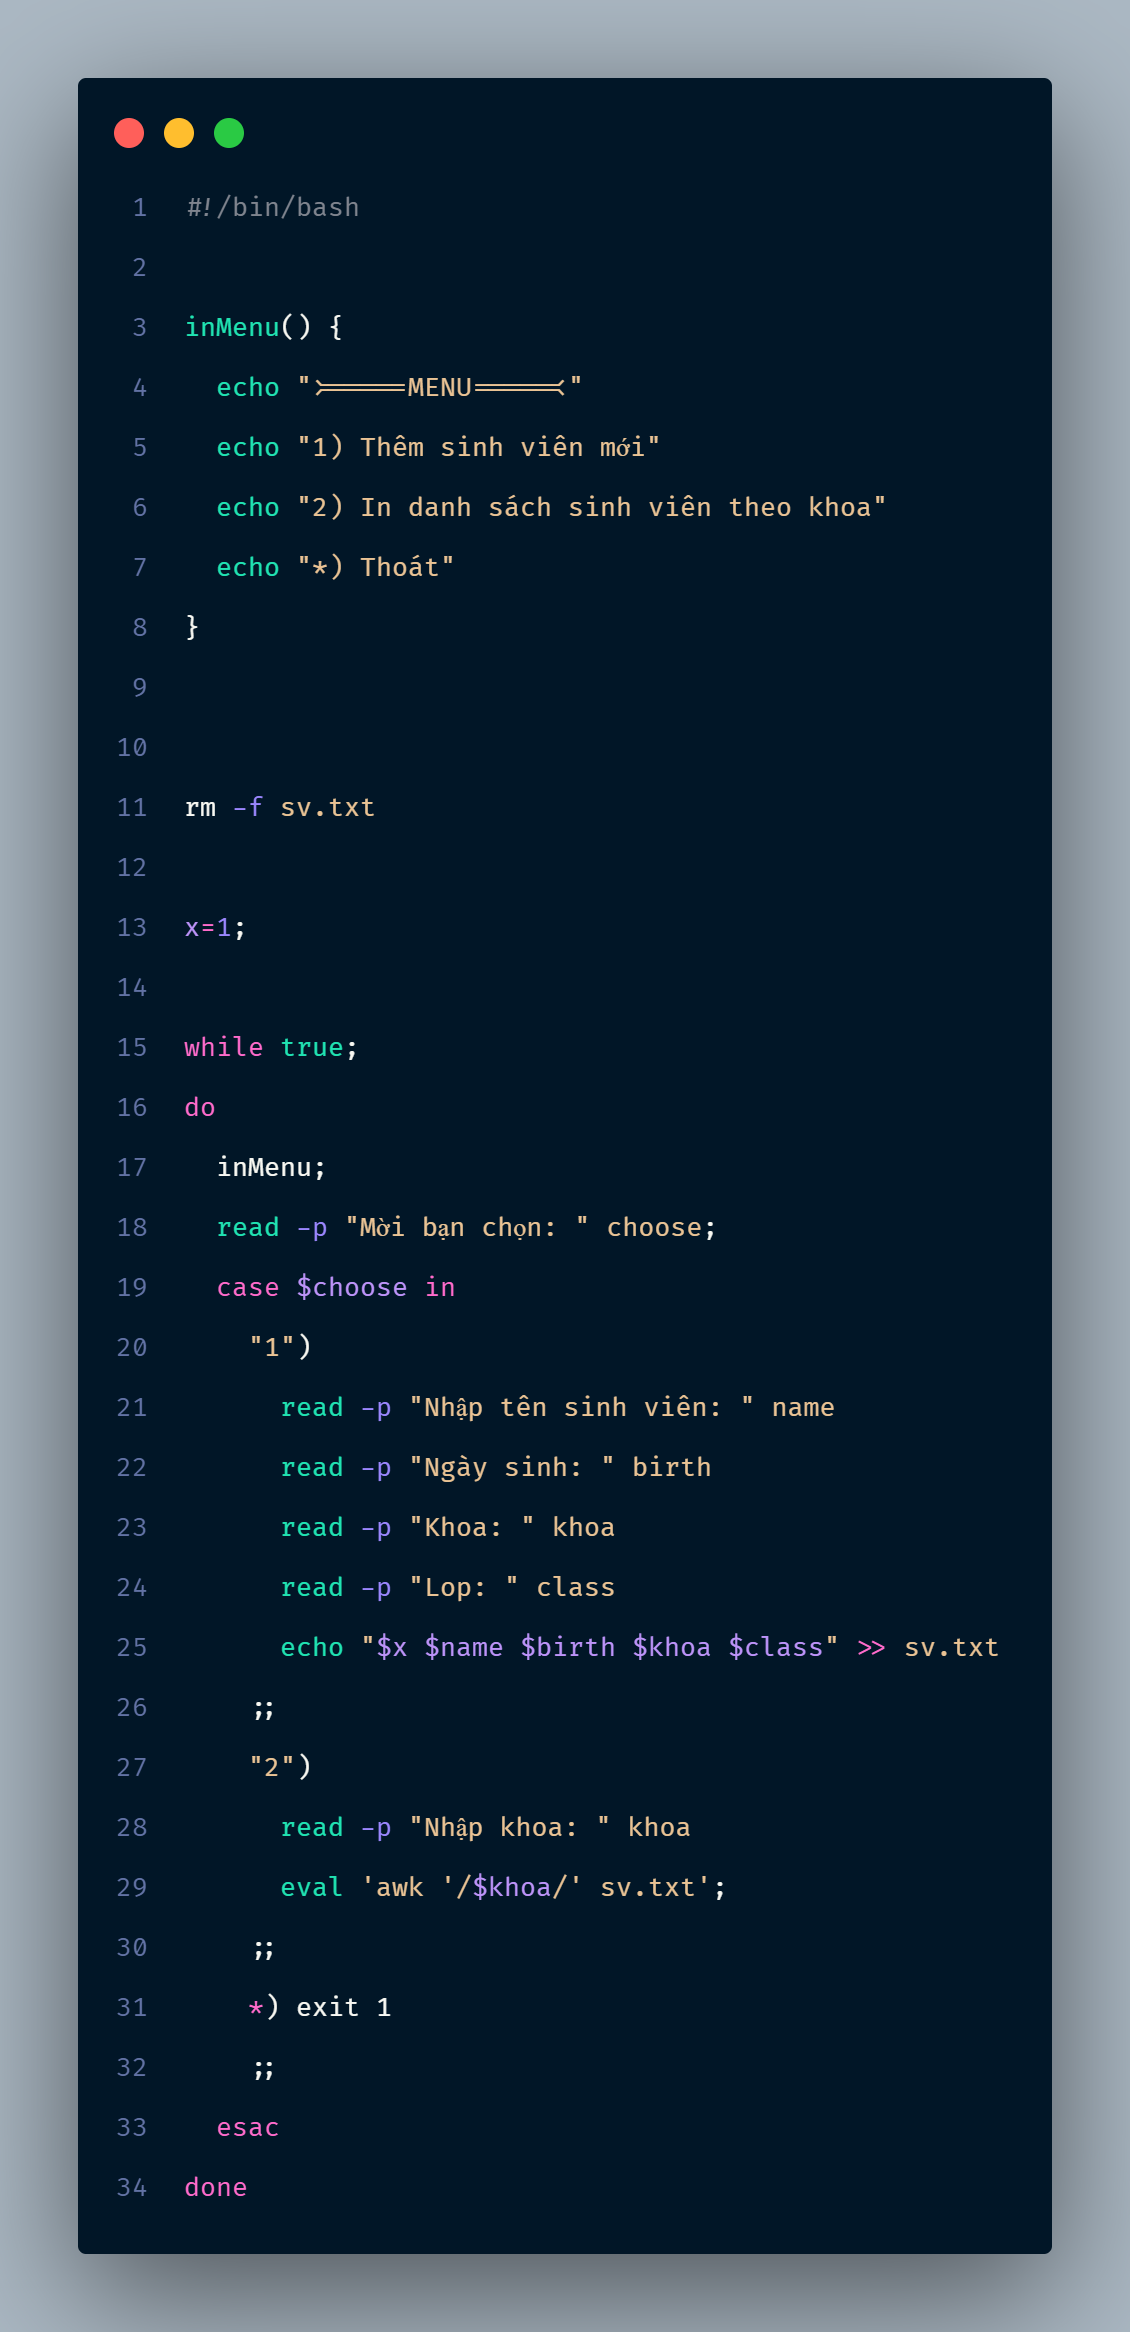 1 #!/bin/bash
2
3 inMenu() {
4   echo ">======MENU======<"
5   echo "1) Thêm sinh viên mới"
6   echo "2) In danh sách sinh viên theo khoa"
7   echo "*) Thoát"
8 }
9
10
11 rm -f sv.txt
12
13 x=1;
14
15 while true;
16 do
17   inMenu;
18   read -p "Mời bạn chọn: " choose;
19   case $choose in
20     "1")
21       read -p "Nhập tên sinh viên: " name
22       read -p "Ngày sinh: " birth
23       read -p "Khoa: " khoa
24       read -p "Lop: " class
25       echo "$x $name $birth $khoa $class" >> sv.txt
26     ;;
27     "2")
28       read -p "Nhập khoa: " khoa
29       eval 'awk '/$khoa/' sv.txt';
30     ;;
31     *) exit 1
32     ;;
33   esac
34 done